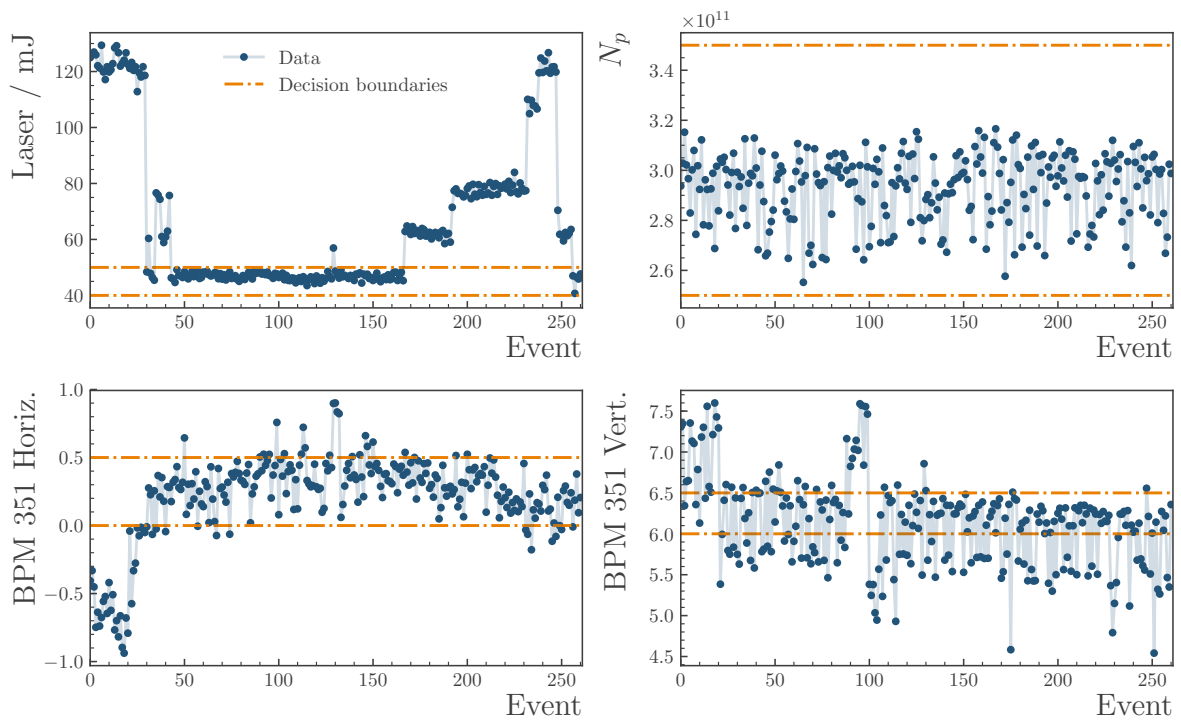 Laser / mJ
120
100
80
60
40
Data
Decision boundaries
0 50 100 150 200 250
Event
×10¹¹
N_p
3.4
3.2
3.0
2.8
2.6
0 50 100 150 200 250
Event
BPM 351 Horiz.
1.0
0.5
0.0
−0.5
−1.0
0 50 100 150 200 250
Event
BPM 351 Vert.
7.5
7.0
6.5
6.0
5.5
5.0
4.5
0 50 100 150 200 250
Event